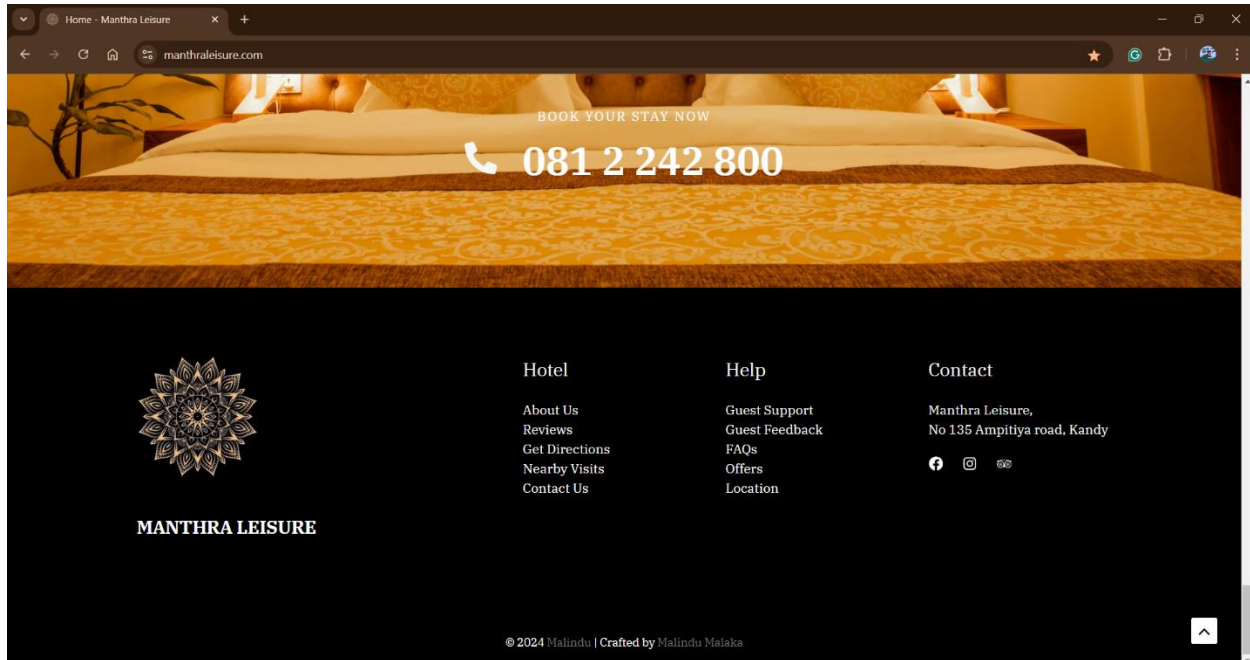 Home - Manthra Leisure
manthraleisure.com
BOOK YOUR STAY NOW
081 2 242 800
MANTHRA LEISURE
Hotel
About Us
Reviews
Get Directions
Nearby Visits
Contact Us
Help
Guest Support
Guest Feedback
FAQs
Offers
Location
Contact
Manthra Leisure,
No 135 Ampitiya road, Kandy
© 2024 Malindu | Crafted by Malindu Malaka